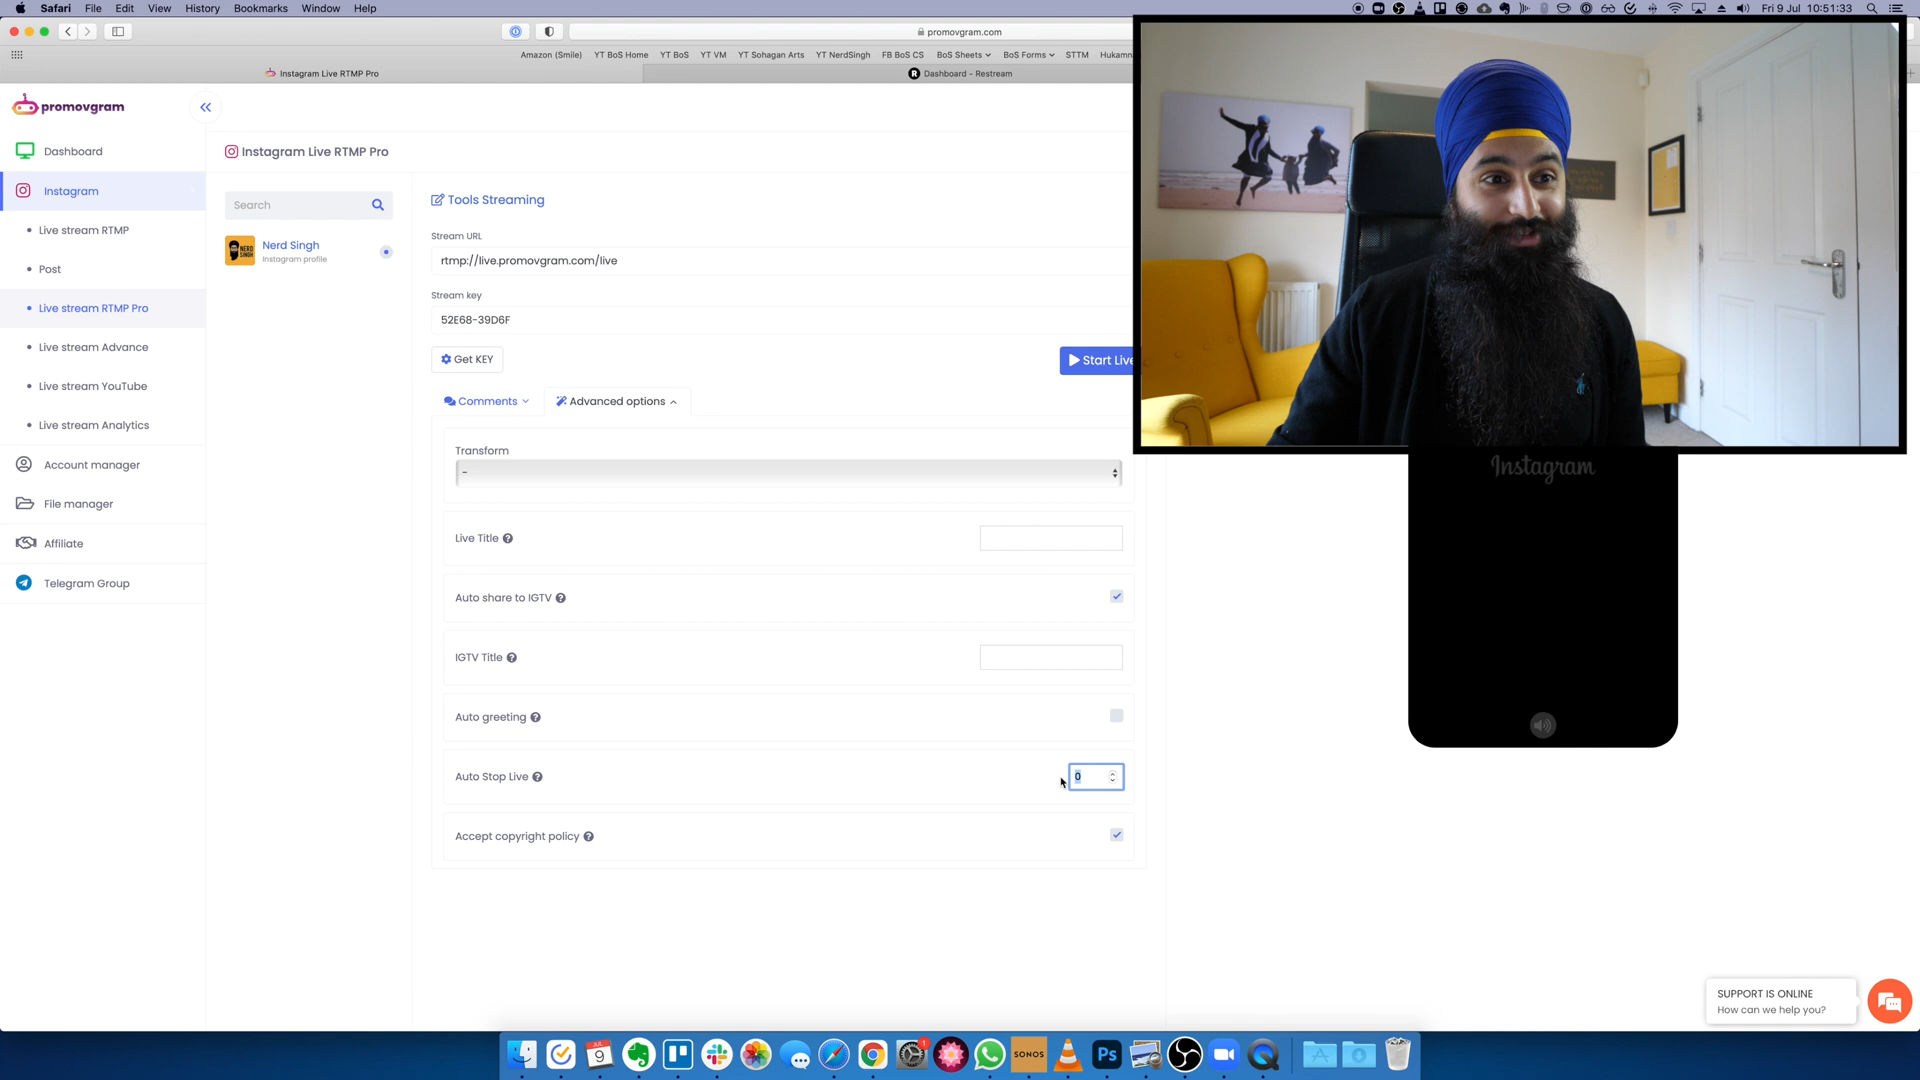 Safari File Edit View History Bookmarks Window Help
Fri 9 Jul 10:51:33
promovgram.com
Amazon (Smile) YT BoS Home YT BoS YT VM YT Sohagan Arts YT NerdSingh FB BoS CS BoS Sheets BoS Forms STTM Hukamn
Instagram Live RTMP Pro
Dashboard - Restream
promovgram
Dashboard
Instagram
Live stream RTMP
Post
Live stream RTMP Pro
Live stream Advance
Live stream YouTube
Live stream Analytics
Account manager
File manager
Affiliate
Telegram Group
Instagram Live RTMP Pro
Search
Nerd Singh
Instagram profile
NERD
SINGH
Tools Streaming
Stream URL
rtmp://live.promovgram.com/live
Stream key
52E68-39D6F
Get KEY
Start Live
Comments
Advanced options
Transform
-
Live Title
Auto share to IGTV
IGTV Title
Auto greeting
Auto Stop Live
0
Accept copyright policy
Instagram
SUPPORT IS ONLINE
How can we help you?
JUL
9
1
SONOS
Ps